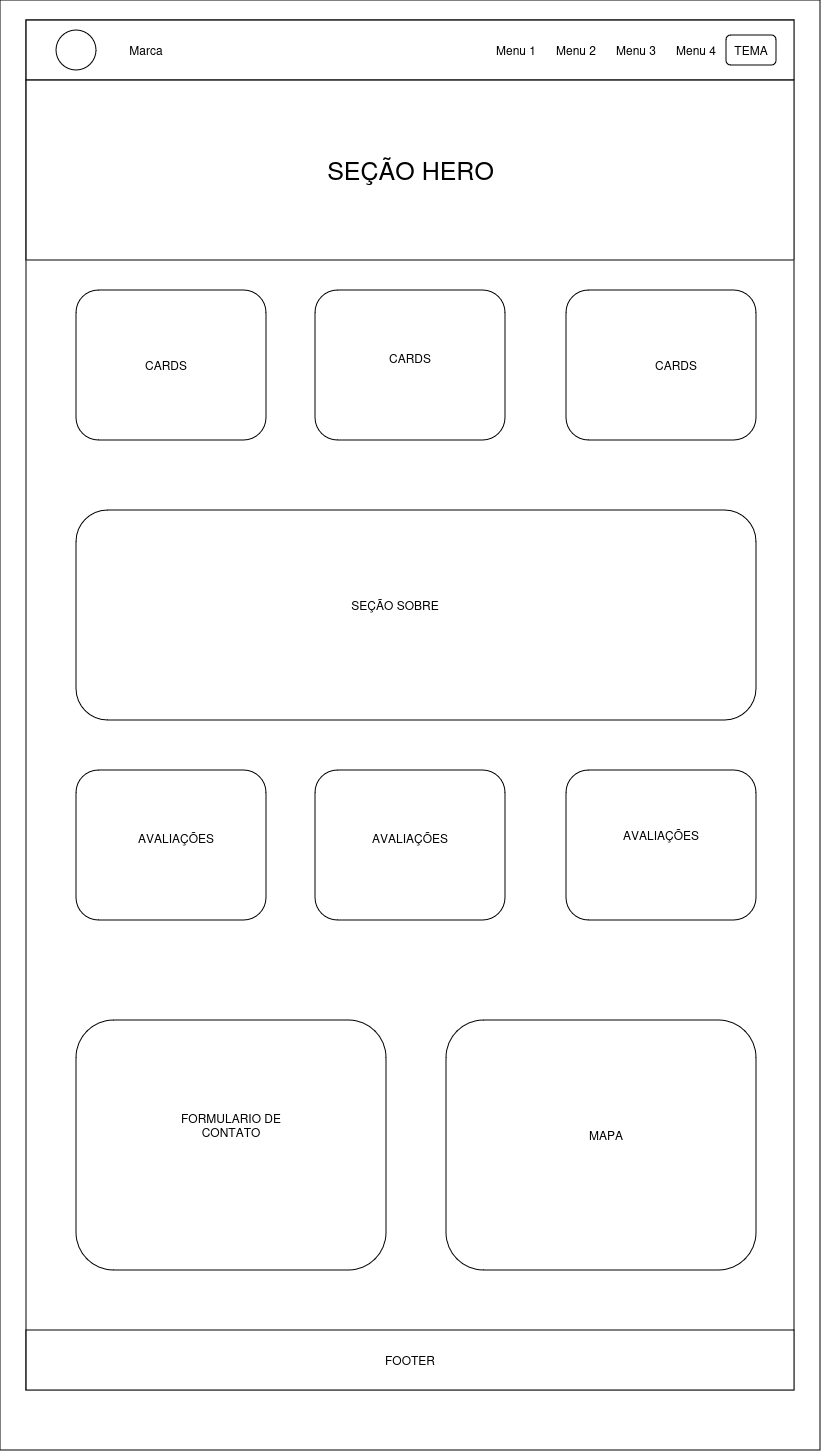 Marca
Menu 1 Menu 2 Menu 3 Menu 4 TEMA
SEÇÃO HERO
CARDS
CARDS
CARDS
SEÇÃO SOBRE
AVALIAÇÕES
AVALIAÇÕES
AVALIAÇÕES
FORMULARIO DE
CONTATO
MAPA
FOOTER